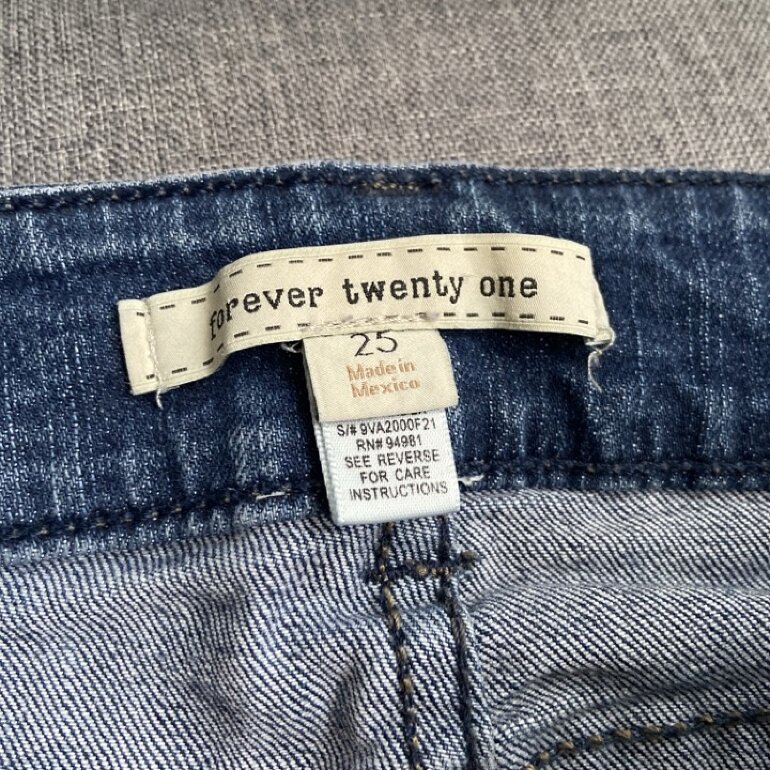 forever twenty one
25
Made in
Mexico
S/# 9VA2000F21
RN# 94981
SEE REVERSE
FOR CARE
INSTRUCTIONS